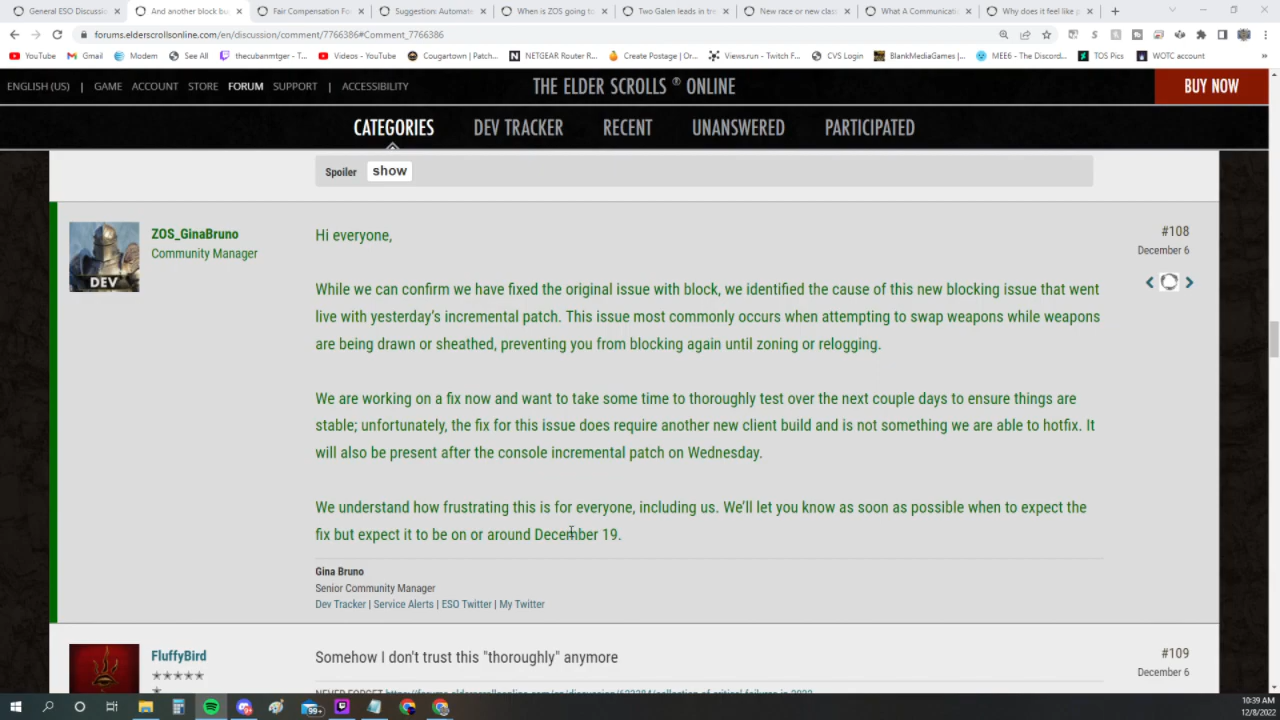 General ESO Discussi
And another block bu
Fair Compensation Fo
Suggestion: Automate
When is ZOS going to
Two Galen leads in tre
New race or new clas
What A Communicatio
Why does it feel like p
forums.elderscrollsonline.com/en/discussion/comment/7766386#Comment_7766386
YouTube
Gmail
Modem
See All
thecubanmtger - T...
Videos - YouTube
Cougartown | Patch...
NETGEAR Router R...
Create Postage | Or...
Views.run - Twitch F...
CVS Login
BlankMediaGames |...
MEE6 - The Discord...
TOS Pics
WOTC account
ENGLISH (US) | GAME ACCOUNT STORE FORUM SUPPORT | ACCESSIBILITY
THE ELDER SCROLLS ® ONLINE
BUY NOW
CATEGORIES DEV TRACKER RECENT UNANSWERED PARTICIPATED
Spoiler show
ZOS_GinaBruno
Community Manager
DEV
#108
December 6
Hi everyone,
While we can confirm we have fixed the original issue with block, we identified the cause of this new blocking issue that went
live with yesterday's incremental patch. This issue most commonly occurs when attempting to swap weapons while weapons
are being drawn or sheathed, preventing you from blocking again until zoning or relogging.
We are working on a fix now and want to take some time to thoroughly test over the next couple days to ensure things are
stable; unfortunately, the fix for this issue does require another new client build and is not something we are able to hotfix. It
will also be present after the console incremental patch on Wednesday.
We understand how frustrating this is for everyone, including us. We'll let you know as soon as possible when to expect the
fix but expect it to be on or around December 19.
Gina Bruno
Senior Community Manager
Dev Tracker | Service Alerts | ESO Twitter | My Twitter
FluffyBird
#109
December 6
Somehow I don't trust this "thoroughly" anymore
99+
10:39 AM
12/8/2022